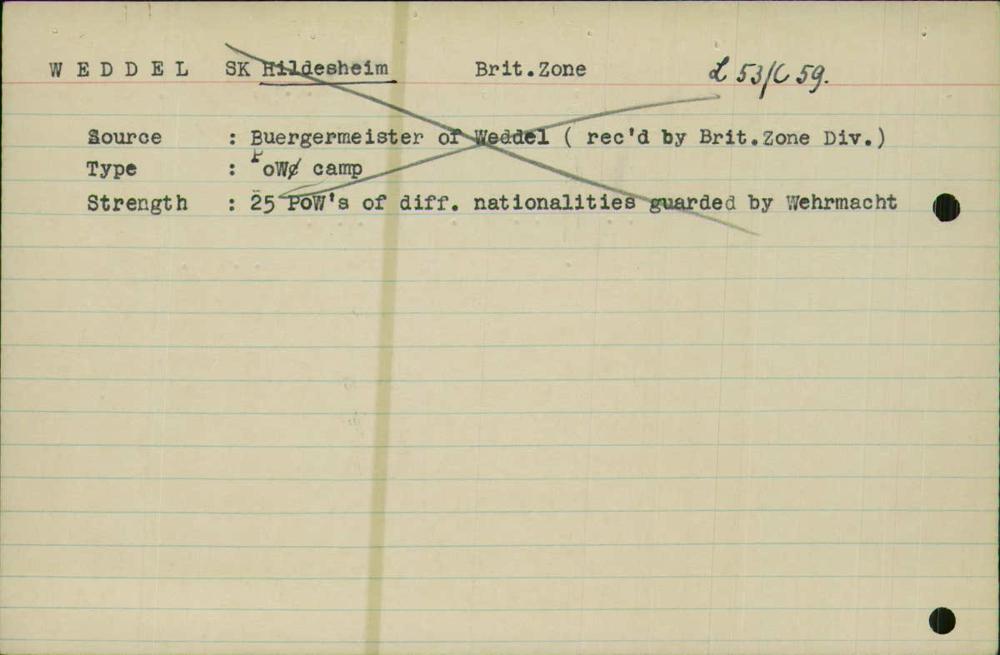 W E D D E L SK Hildesheim Brit.Zone L 53/C 59.
Source : Buergermeister of Weddel ( rec'd by Brit.Zone Div.)
Type : PoW camp
Strength : 25 PoW's of diff. nationalities guarded by Wehrmacht